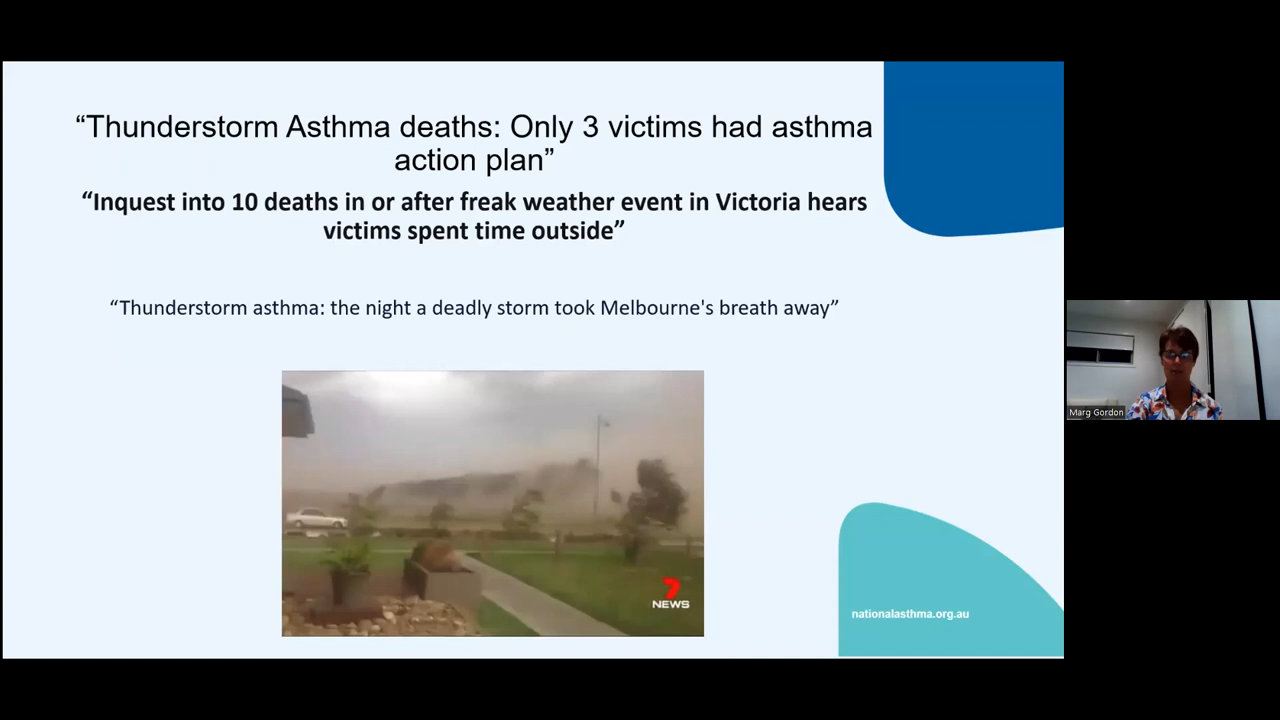 “Thunderstorm Asthma deaths: Only 3 victims had asthma
action plan”
“Inquest into 10 deaths in or after freak weather event in Victoria hears
victims spent time outside”
“Thunderstorm asthma: the night a deadly storm took Melbourne's breath away”
7
NEWS
nationalasthma.org.au
Marg Gordon